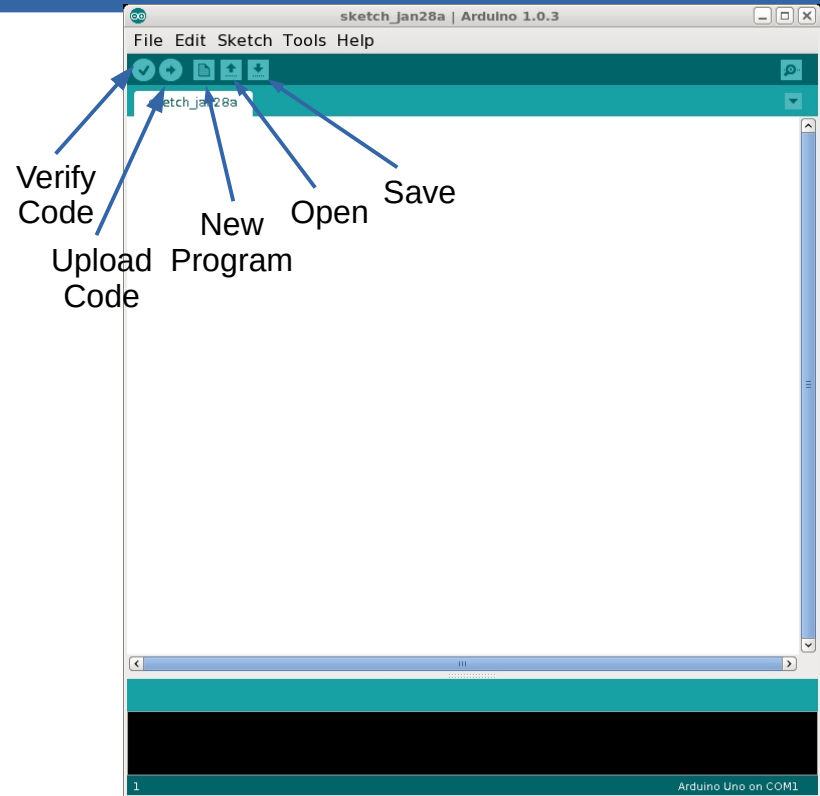 sketch_jan28a | Arduino 1.0.3
File Edit Sketch Tools Help
sketch_jan28a
Verify
Code
Upload
Code
New
Program
Open
Save
1
Arduino Uno on COM1